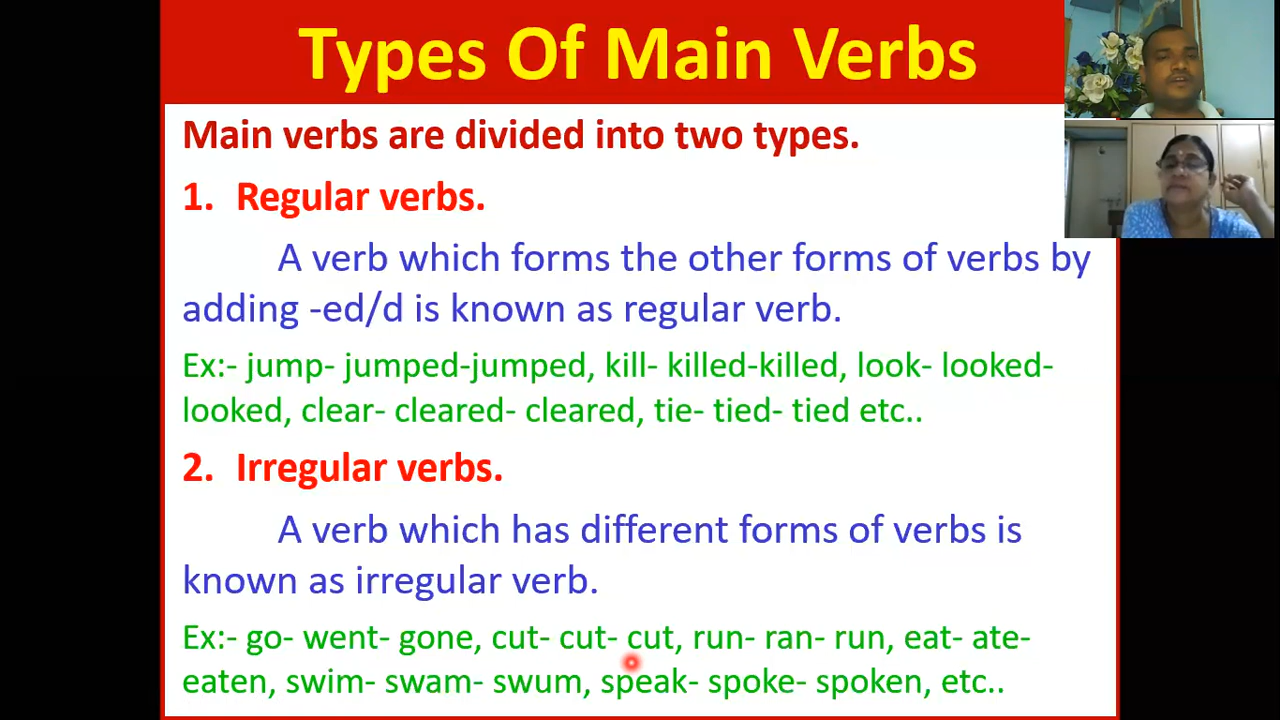 Types Of Main Verbs
Main verbs are divided into two types.
1. Regular verbs.
A verb which forms the other forms of verbs by
adding -ed/d is known as regular verb.
Ex:- jump- jumped-jumped, kill- killed-killed, look- looked-
looked, clear- cleared- cleared, tie- tied- tied etc..
2. Irregular verbs.
A verb which has different forms of verbs is
known as irregular verb.
Ex:- go- went- gone, cut- cut- cut, run- ran- run, eat- ate-
eaten, swim- swam- swum, speak- spoke- spoken, etc..